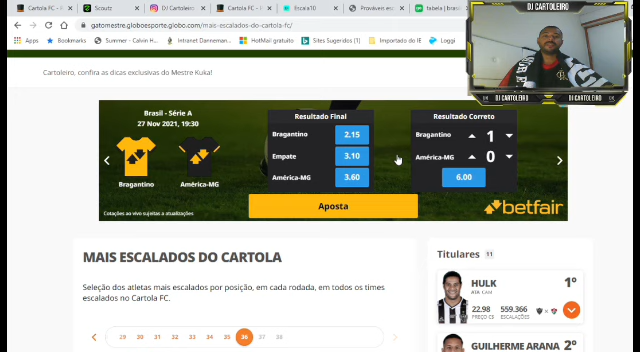 Cartola FC - F
Scoutz
DJ Cartoleiro
Cartola FC - F
Escala10
Prováveis esc
tabela | brasi
gatomestre.globoesporte.globo.com/mais-escalados-do-cartola-fc/
Apps
Bookmarks
Summer - Calvin H...
Intranet Danneman...
HotMail gratuito
Sites Sugeridos (1)
Importado do IE
Loggi
DJ CARTOLEIRO
DJ CARTOLEIRO
DJ CARTOLEIRO
Cartoleiro, confira as dicas exclusivas do Mestre Kuka!
Brasil - Série A
27 Nov 2021, 19:30
Bragantino
América-MG
Cotações ao vivo sujeitas a atualizações
Resultado Final
Bragantino 2.15
Empate 3.10
América-MG 3.60
Resultado Correto
Bragantino 1
América-MG 0
6.00
Aposta
betfair
MAIS ESCALADOS DO CARTOLA
Seleção dos atletas mais escalados por posição, em cada rodada, em todos os times
escalados no Cartola FC.
29 30 31 32 33 34 35 36 37 38
Titulares 11
HULK 1º
ATA CAM
22.98 559.366
PREÇO C$ ESCALAÇÕES
GUILHERME ARANA 2º